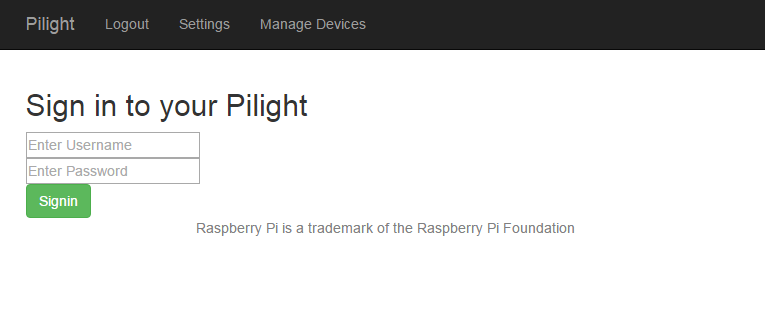 Pilight Logout Settings Manage Devices
Sign in to your Pilight
Enter Username
Enter Password
Signin
Raspberry Pi is a trademark of the Raspberry Pi Foundation